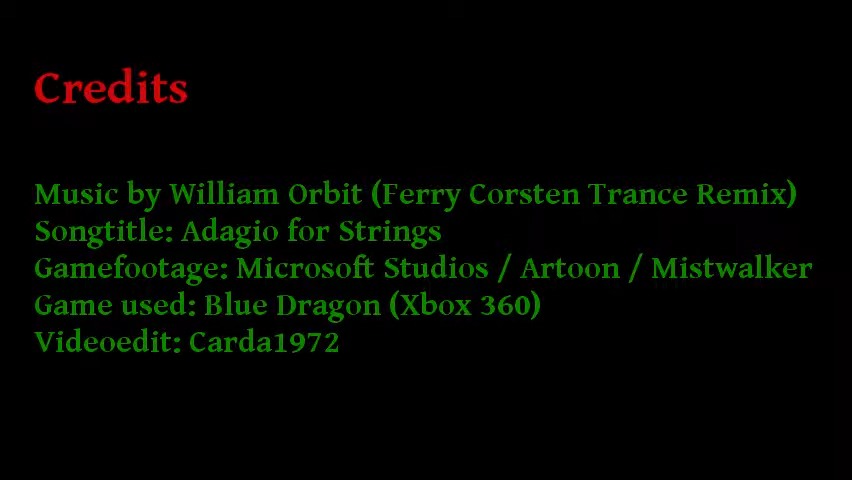 Credits
Music by William Orbit (Ferry Corsten Trance Remix)
Songtitle: Adagio for Strings
Gamefootage: Microsoft Studios / Artoon / Mistwalker
Game used: Blue Dragon (Xbox 360)
Videoedit: Carda1972